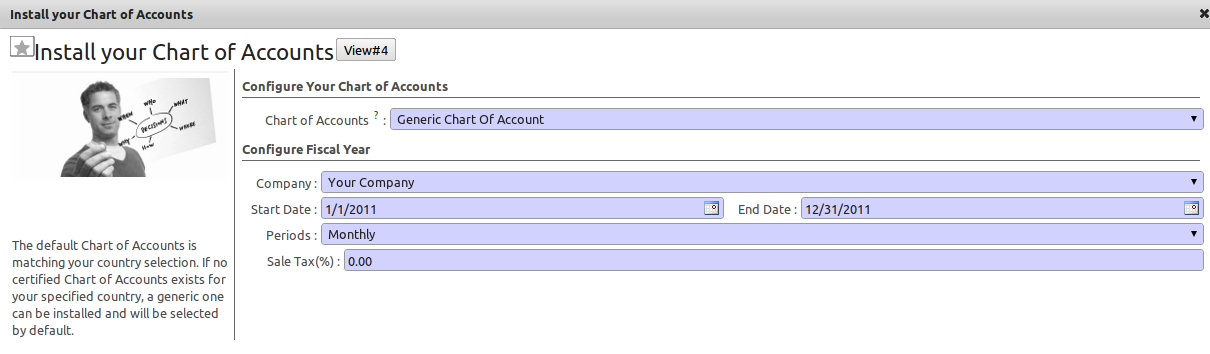 Install your Chart of Accounts
Install your Chart of Accounts View#4
WHO
WHAT
WHEN
DECISIONS
WHERE
WHY
HOW
The default Chart of Accounts is
matching your country selection. If no
certified Chart of Accounts exists for
your specified country, a generic one
can be installed and will be selected
by default.
Configure Your Chart of Accounts
Chart of Accounts ? : Generic Chart Of Account
Configure Fiscal Year
Company : Your Company
Start Date : 1/1/2011 End Date : 12/31/2011
Periods : Monthly
Sale Tax(%) : 0.00